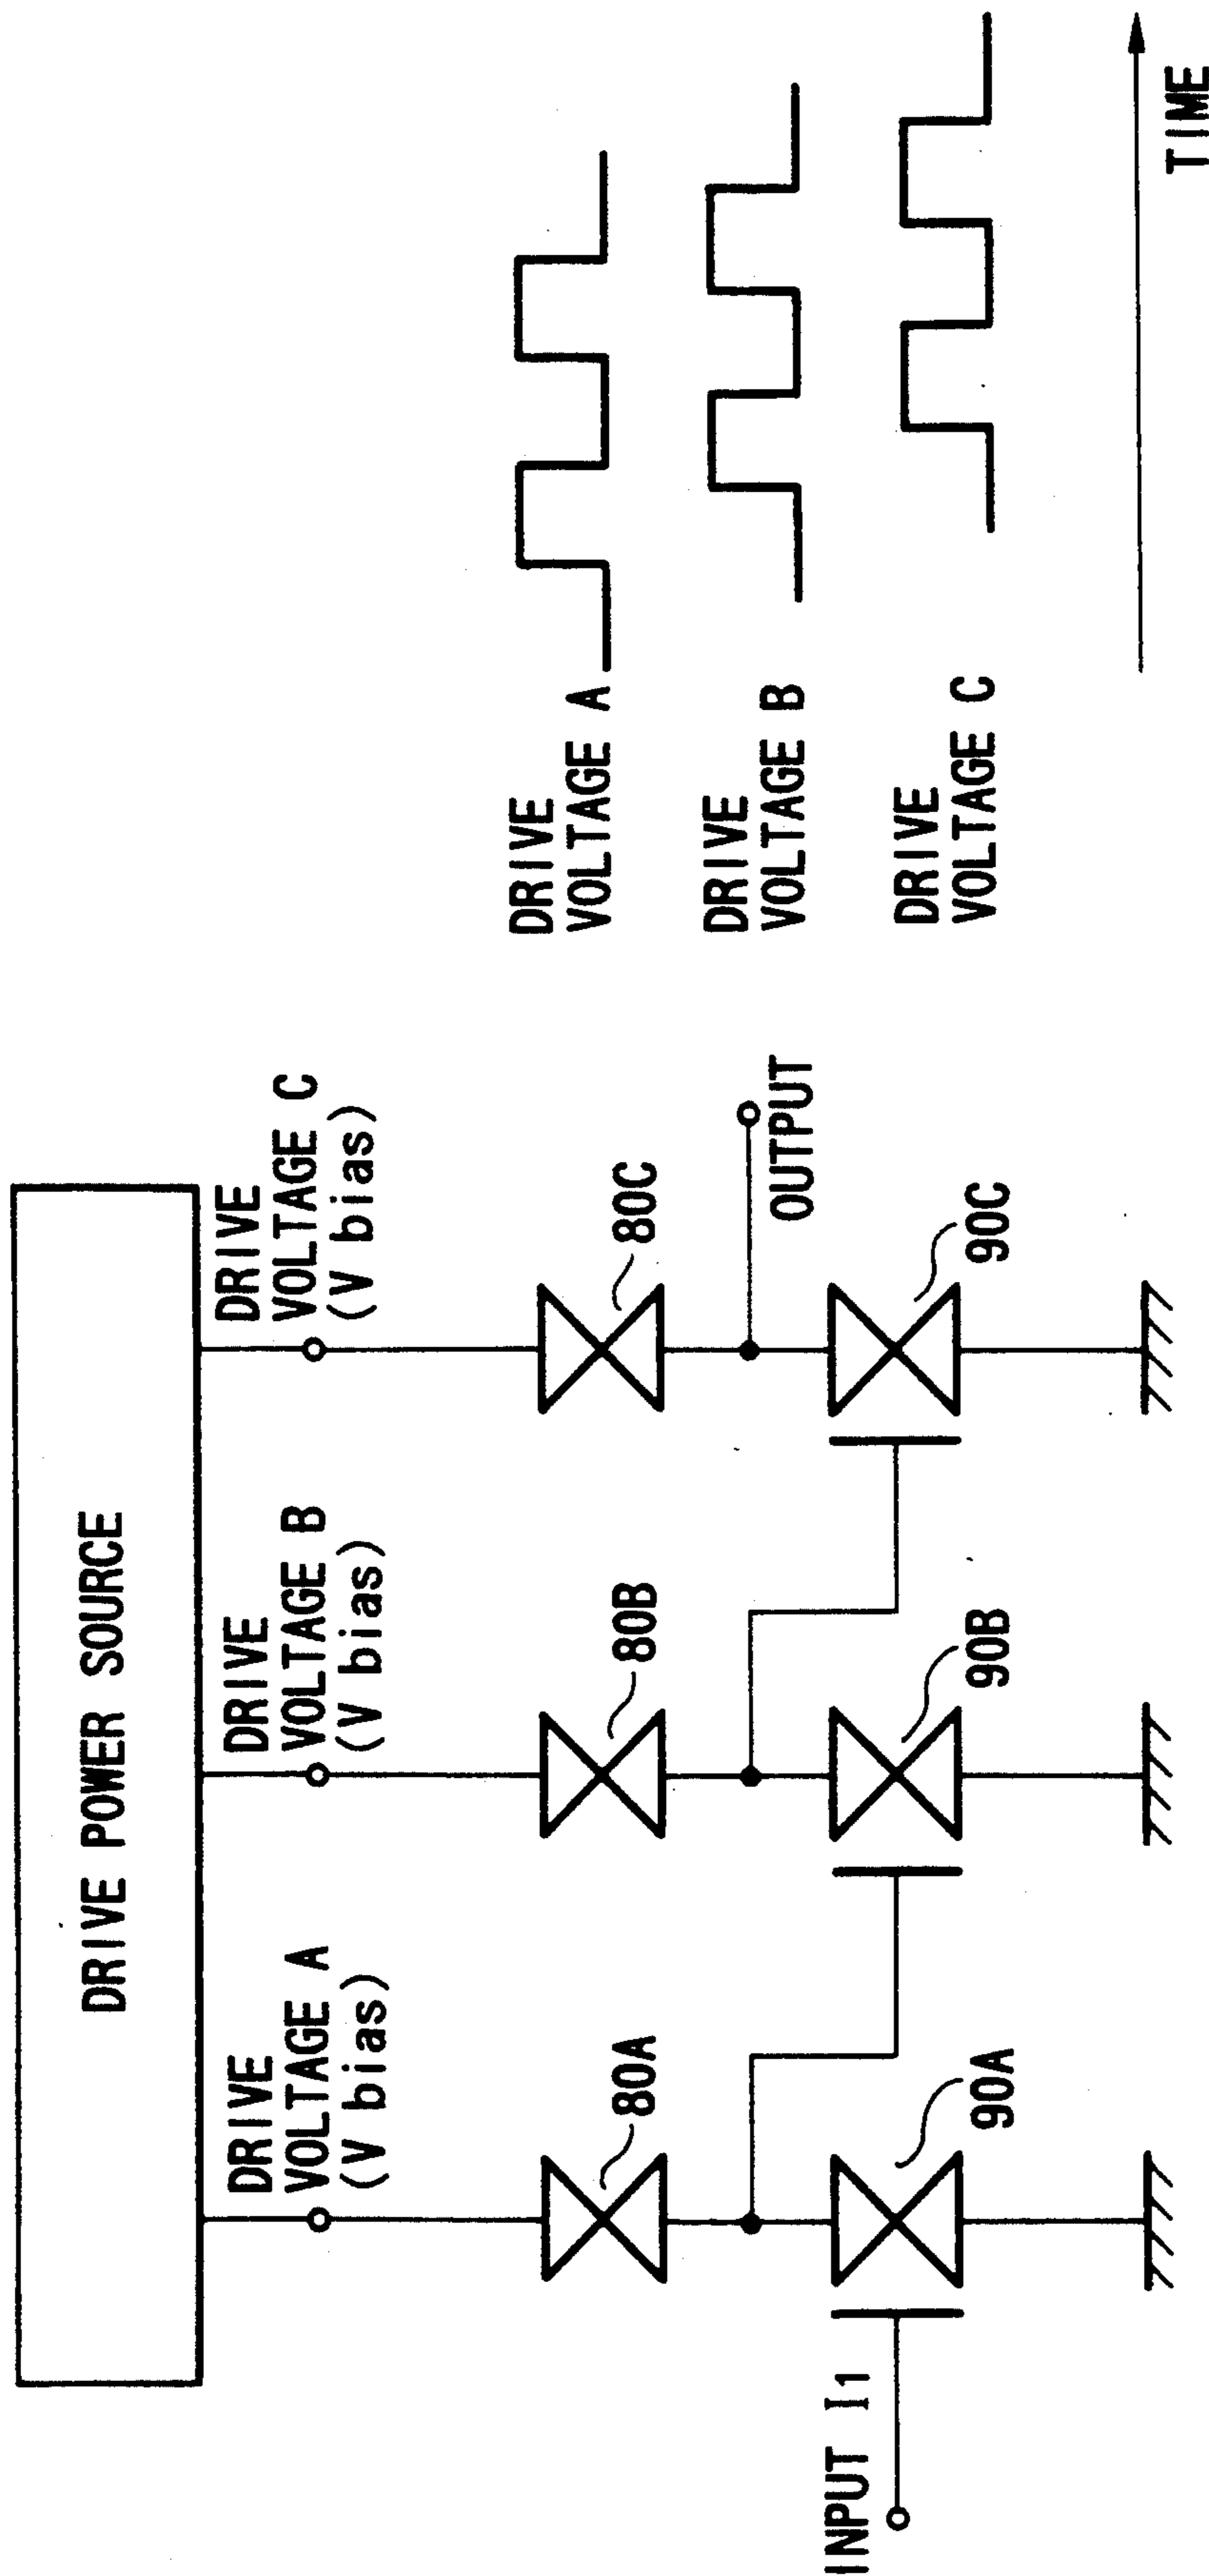 DRIVE POWER SOURCE
DRIVE
VOLTAGE A
(V bias)
DRIVE
VOLTAGE B
(V bias)
DRIVE
VOLTAGE C
(V bias)
80A
80B
80C
OUTPUT
INPUT I1
90A
90B
90C
DRIVE
VOLTAGE A
DRIVE
VOLTAGE B
DRIVE
VOLTAGE C
TIME